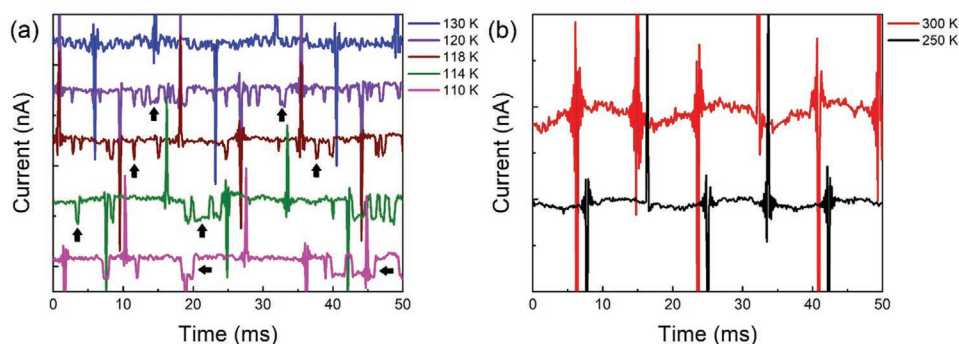 (a)
130 K
120 K
118 K
114 K
110 K
Current (nA)
0 10 20 30 40 50
Time (ms)
(b)
300 K
250 K
Current (nA)
0 10 20 30 40 50
Time (ms)